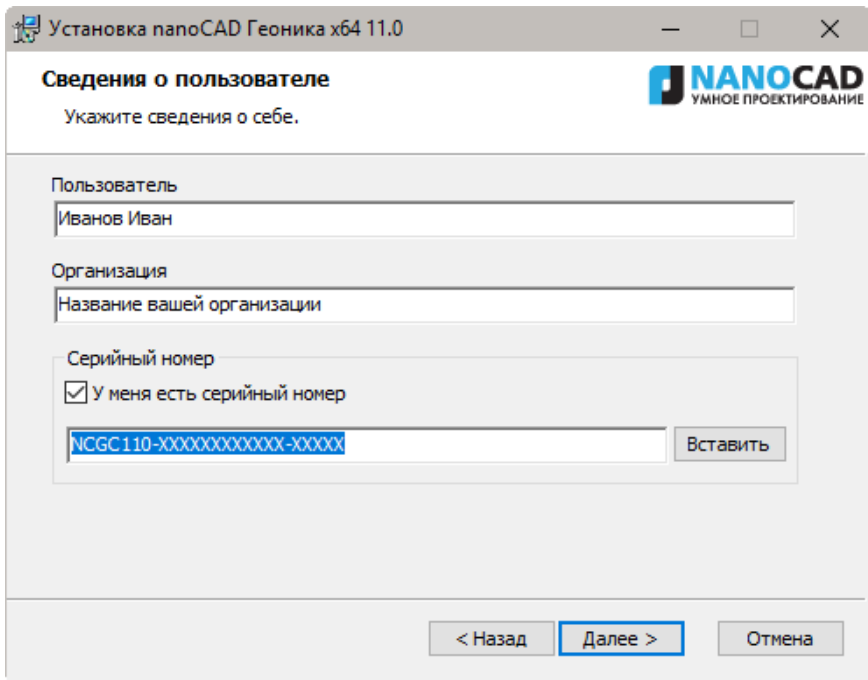 Установка nanoCAD Геоника x64 11.0
Сведения о пользователе
Укажите сведения о себе.
NANOCAD
УМНОЕ ПРОЕКТИРОВАНИЕ
Пользователь
Иванов Иван
Организация
Название вашей организации
Серийный номер
У меня есть серийный номер
NCGC110-XXXXXXXXXXXX-XXXXX
Вставить
< Назад
Далее >
Отмена